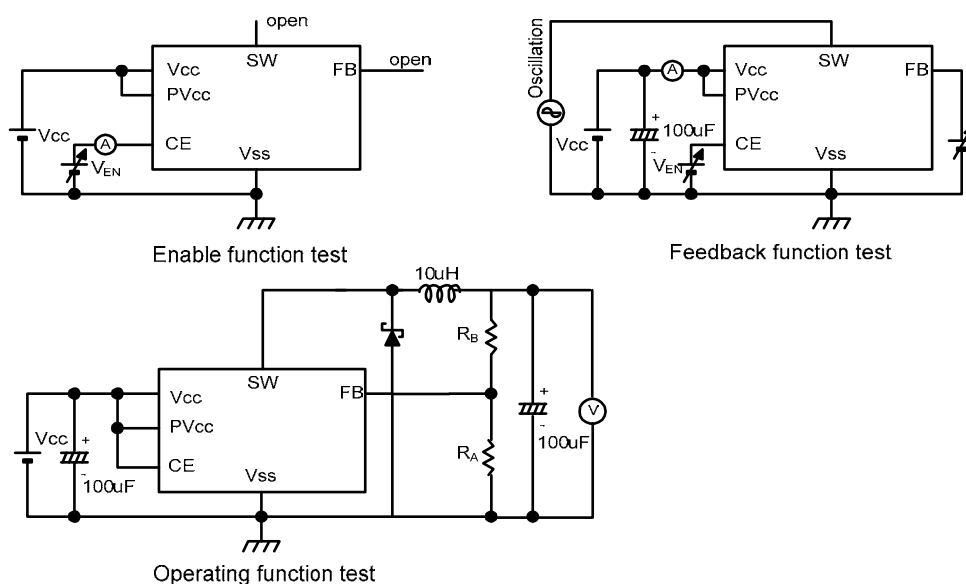 open
SW
FB
open
Vcc
PVcc
CE
Vss
Vcc
A
VEN
Enable function test
Oscillation
SW
FB
A
Vcc
PVcc
CE
Vss
Vcc
+
100uF
-
VEN
Feedback function test
10uH
RB
SW
FB
Vcc
PVcc
CE
Vss
Vcc
+
-
100uF
RA
+
-
100uF
V
Operating function test